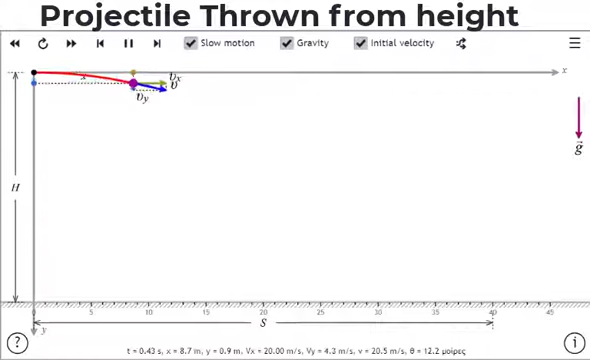 Projectile Thrown from height
Slow motion Gravity Initial velocity
x
x
υx
υ
υy
g
H
0 5 10 15 20 25 30 35 40 45
y
S
? i
t = 0.43 s, x = 8.7 m, y = 0.9 m, Vx = 20.00 m/s, Vy = 4.3 m/s, v = 20.5 m/s, θ = 12.2 μοίρες